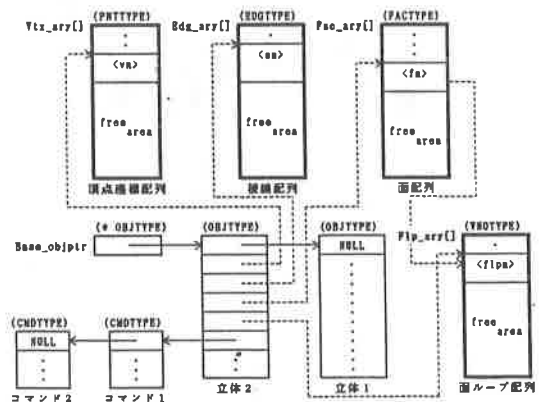 (PNTTYPE) (EDGTYPE) (FACTYPE)
Vtx_ary[] Edg_ary[] Fac_ary[]
<vn> <en> <fn>
free area free area free area
頂点座標配列 稜線配列 面配列
(* OBJTYPE) (OBJTYPE) (OBJTYPE) Flp_ary[] (VNOTYPE)
Base_objptr NULL
<flpn>
(CMDTYPE) (CMDTYPE) free area
NULL
コマンド2 コマンド1 立体2 立体1 面ループ配列